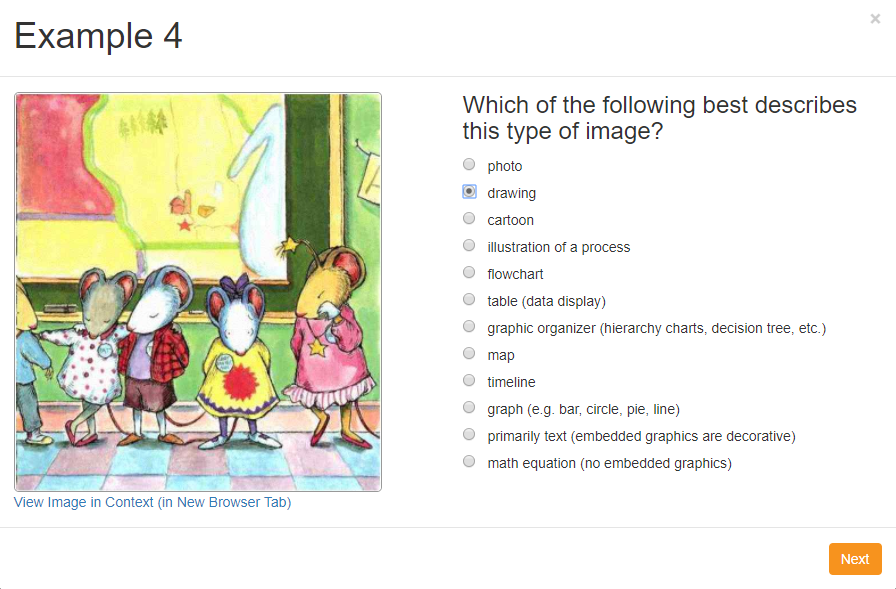 ×
Example 4
Which of the following best describes
this type of image?
photo
drawing
cartoon
illustration of a process
flowchart
table (data display)
graphic organizer (hierarchy charts, decision tree, etc.)
map
timeline
graph (e.g. bar, circle, pie, line)
primarily text (embedded graphics are decorative)
math equation (no embedded graphics)
View Image in Context (in New Browser Tab)
Next